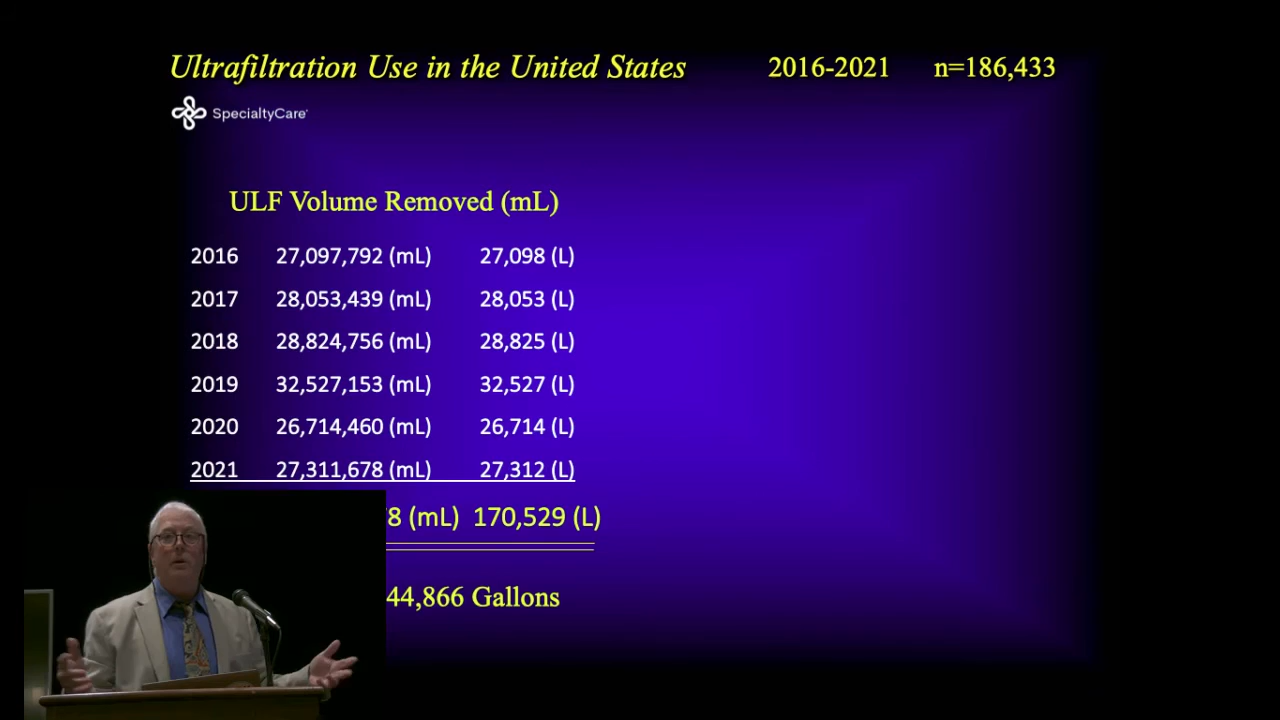 Ultrafiltration Use in the United States 2016-2021 n=186,433
SpecialtyCare
ULF Volume Removed (mL)
2016 27,097,792 (mL) 27,098 (L)
2017 28,053,439 (mL) 28,053 (L)
2018 28,824,756 (mL) 28,825 (L)
2019 32,527,153 (mL) 32,527 (L)
2020 26,714,460 (mL) 26,714 (L)
2021 27,311,678 (mL) 27,312 (L)
8 (mL) 170,529 (L)
44,866 Gallons